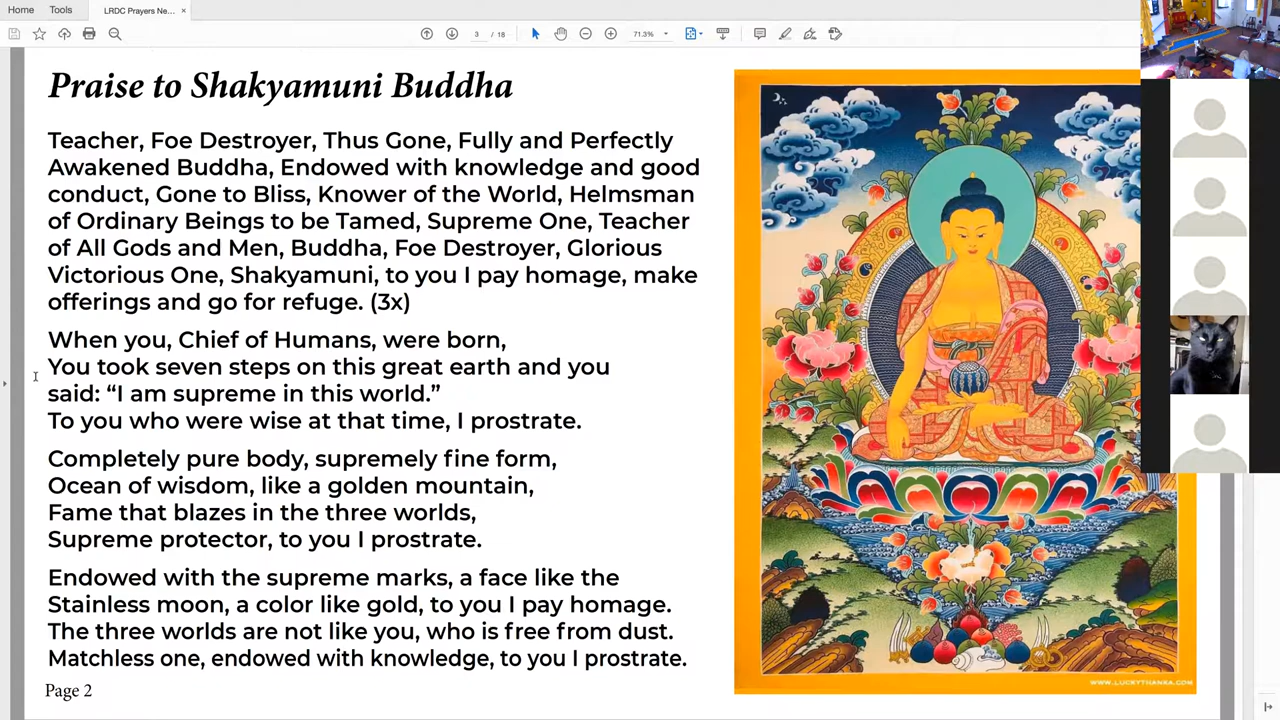 Home
Tools
LRDC Prayers Ne...
×
3 / 18
71.3%
Praise to Shakyamuni Buddha
Teacher, Foe Destroyer, Thus Gone, Fully and Perfectly
Awakened Buddha, Endowed with knowledge and good
conduct, Gone to Bliss, Knower of the World, Helmsman
of Ordinary Beings to be Tamed, Supreme One, Teacher
of All Gods and Men, Buddha, Foe Destroyer, Glorious
Victorious One, Shakyamuni, to you I pay homage, make
offerings and go for refuge. (3x)
When you, Chief of Humans, were born,
You took seven steps on this great earth and you
said: “I am supreme in this world.”
To you who were wise at that time, I prostrate.
Completely pure body, supremely fine form,
Ocean of wisdom, like a golden mountain,
Fame that blazes in the three worlds,
Supreme protector, to you I prostrate.
Endowed with the supreme marks, a face like the
Stainless moon, a color like gold, to you I pay homage.
The three worlds are not like you, who is free from dust.
Matchless one, endowed with knowledge, to you I prostrate.
Page 2
WWW.LUCKYTHANKA.COM